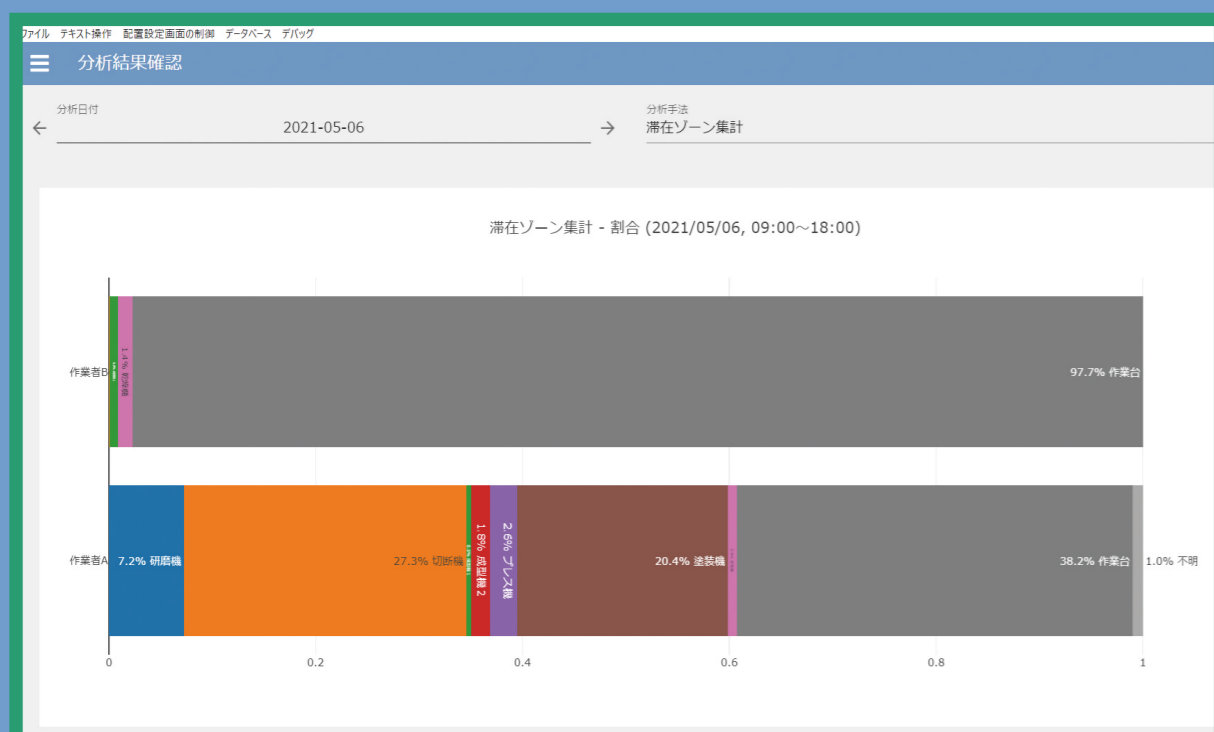 ファイル テキスト操作 配置設定画面の制御 データベース デバッグ
分析結果確認
分析日付
← 2021-05-06 →
分析手法
滞在ゾーン集計
滞在ゾーン集計 - 割合 (2021/05/06, 09:00～18:00)
作業者B
1.4% 乾燥機
97.7% 作業台
作業者A
7.2% 研磨機
27.3% 切断機
1.8% 成型機2
2.6% プレス機
20.4% 塗装機
38.2% 作業台
1.0% 不明
0 0.2 0.4 0.6 0.8 1